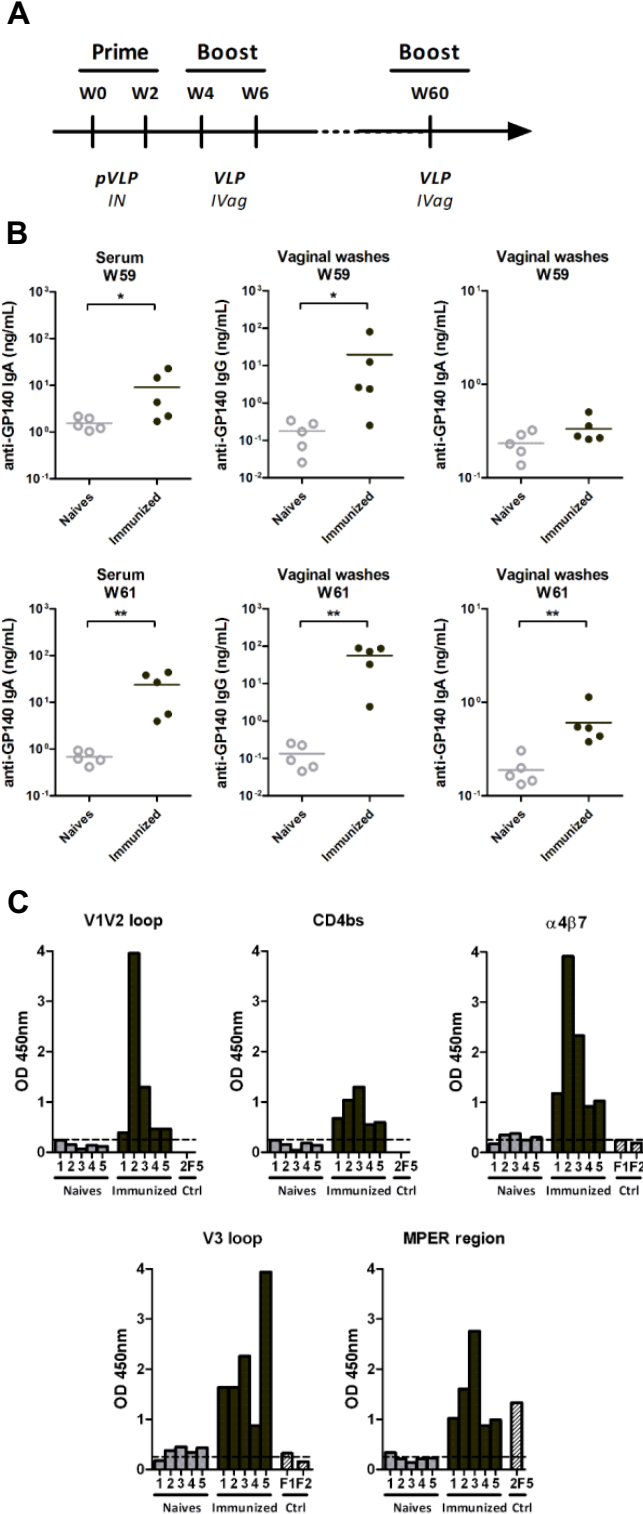 A
Prime Boost Boost
W0 W2 W4 W6 W60
pVLP VLP VLP
IN IVag IVag
B
Serum
W59
anti-GP140 IgA (ng/mL)
10³
10²
10¹
10⁰
10⁻¹
*
Naives Immunized
Vaginal washes
W59
anti-GP140 IgG (ng/mL)
10³
10²
10¹
10⁰
10⁻¹
10⁻²
*
Naives Immunized
Vaginal washes
W59
anti-GP140 IgA (ng/mL)
10¹
10⁰
10⁻¹
Naives Immunized
Serum
W61
anti-GP140 IgA (ng/mL)
10³
10²
10¹
10⁰
10⁻¹
**
Naives Immunized
Vaginal washes
W61
anti-GP140 IgG (ng/mL)
10³
10²
10¹
10⁰
10⁻¹
10⁻²
**
Naives Immunized
Vaginal washes
W61
anti-GP140 IgA (ng/mL)
10¹
10⁰
10⁻¹
**
Naives Immunized
C
V1V2 loop
OD 450nm
4
3
2
1
0
1 2 3 4 5 1 2 3 4 5 2F5
Naives Immunized Ctrl
CD4bs
OD 450nm
4
3
2
1
0
1 2 3 4 5 1 2 3 4 5 2F5
Naives Immunized Ctrl
α4β7
OD 450nm
4
3
2
1
0
1 2 3 4 5 1 2 3 4 5 F1F2
Naives Immunized Ctrl
V3 loop
OD 450nm
4
3
2
1
0
1 2 3 4 5 1 2 3 4 5 F1F2
Naives Immunized Ctrl
MPER region
OD 450nm
4
3
2
1
0
1 2 3 4 5 1 2 3 4 5 2F5
Naives Immunized Ctrl